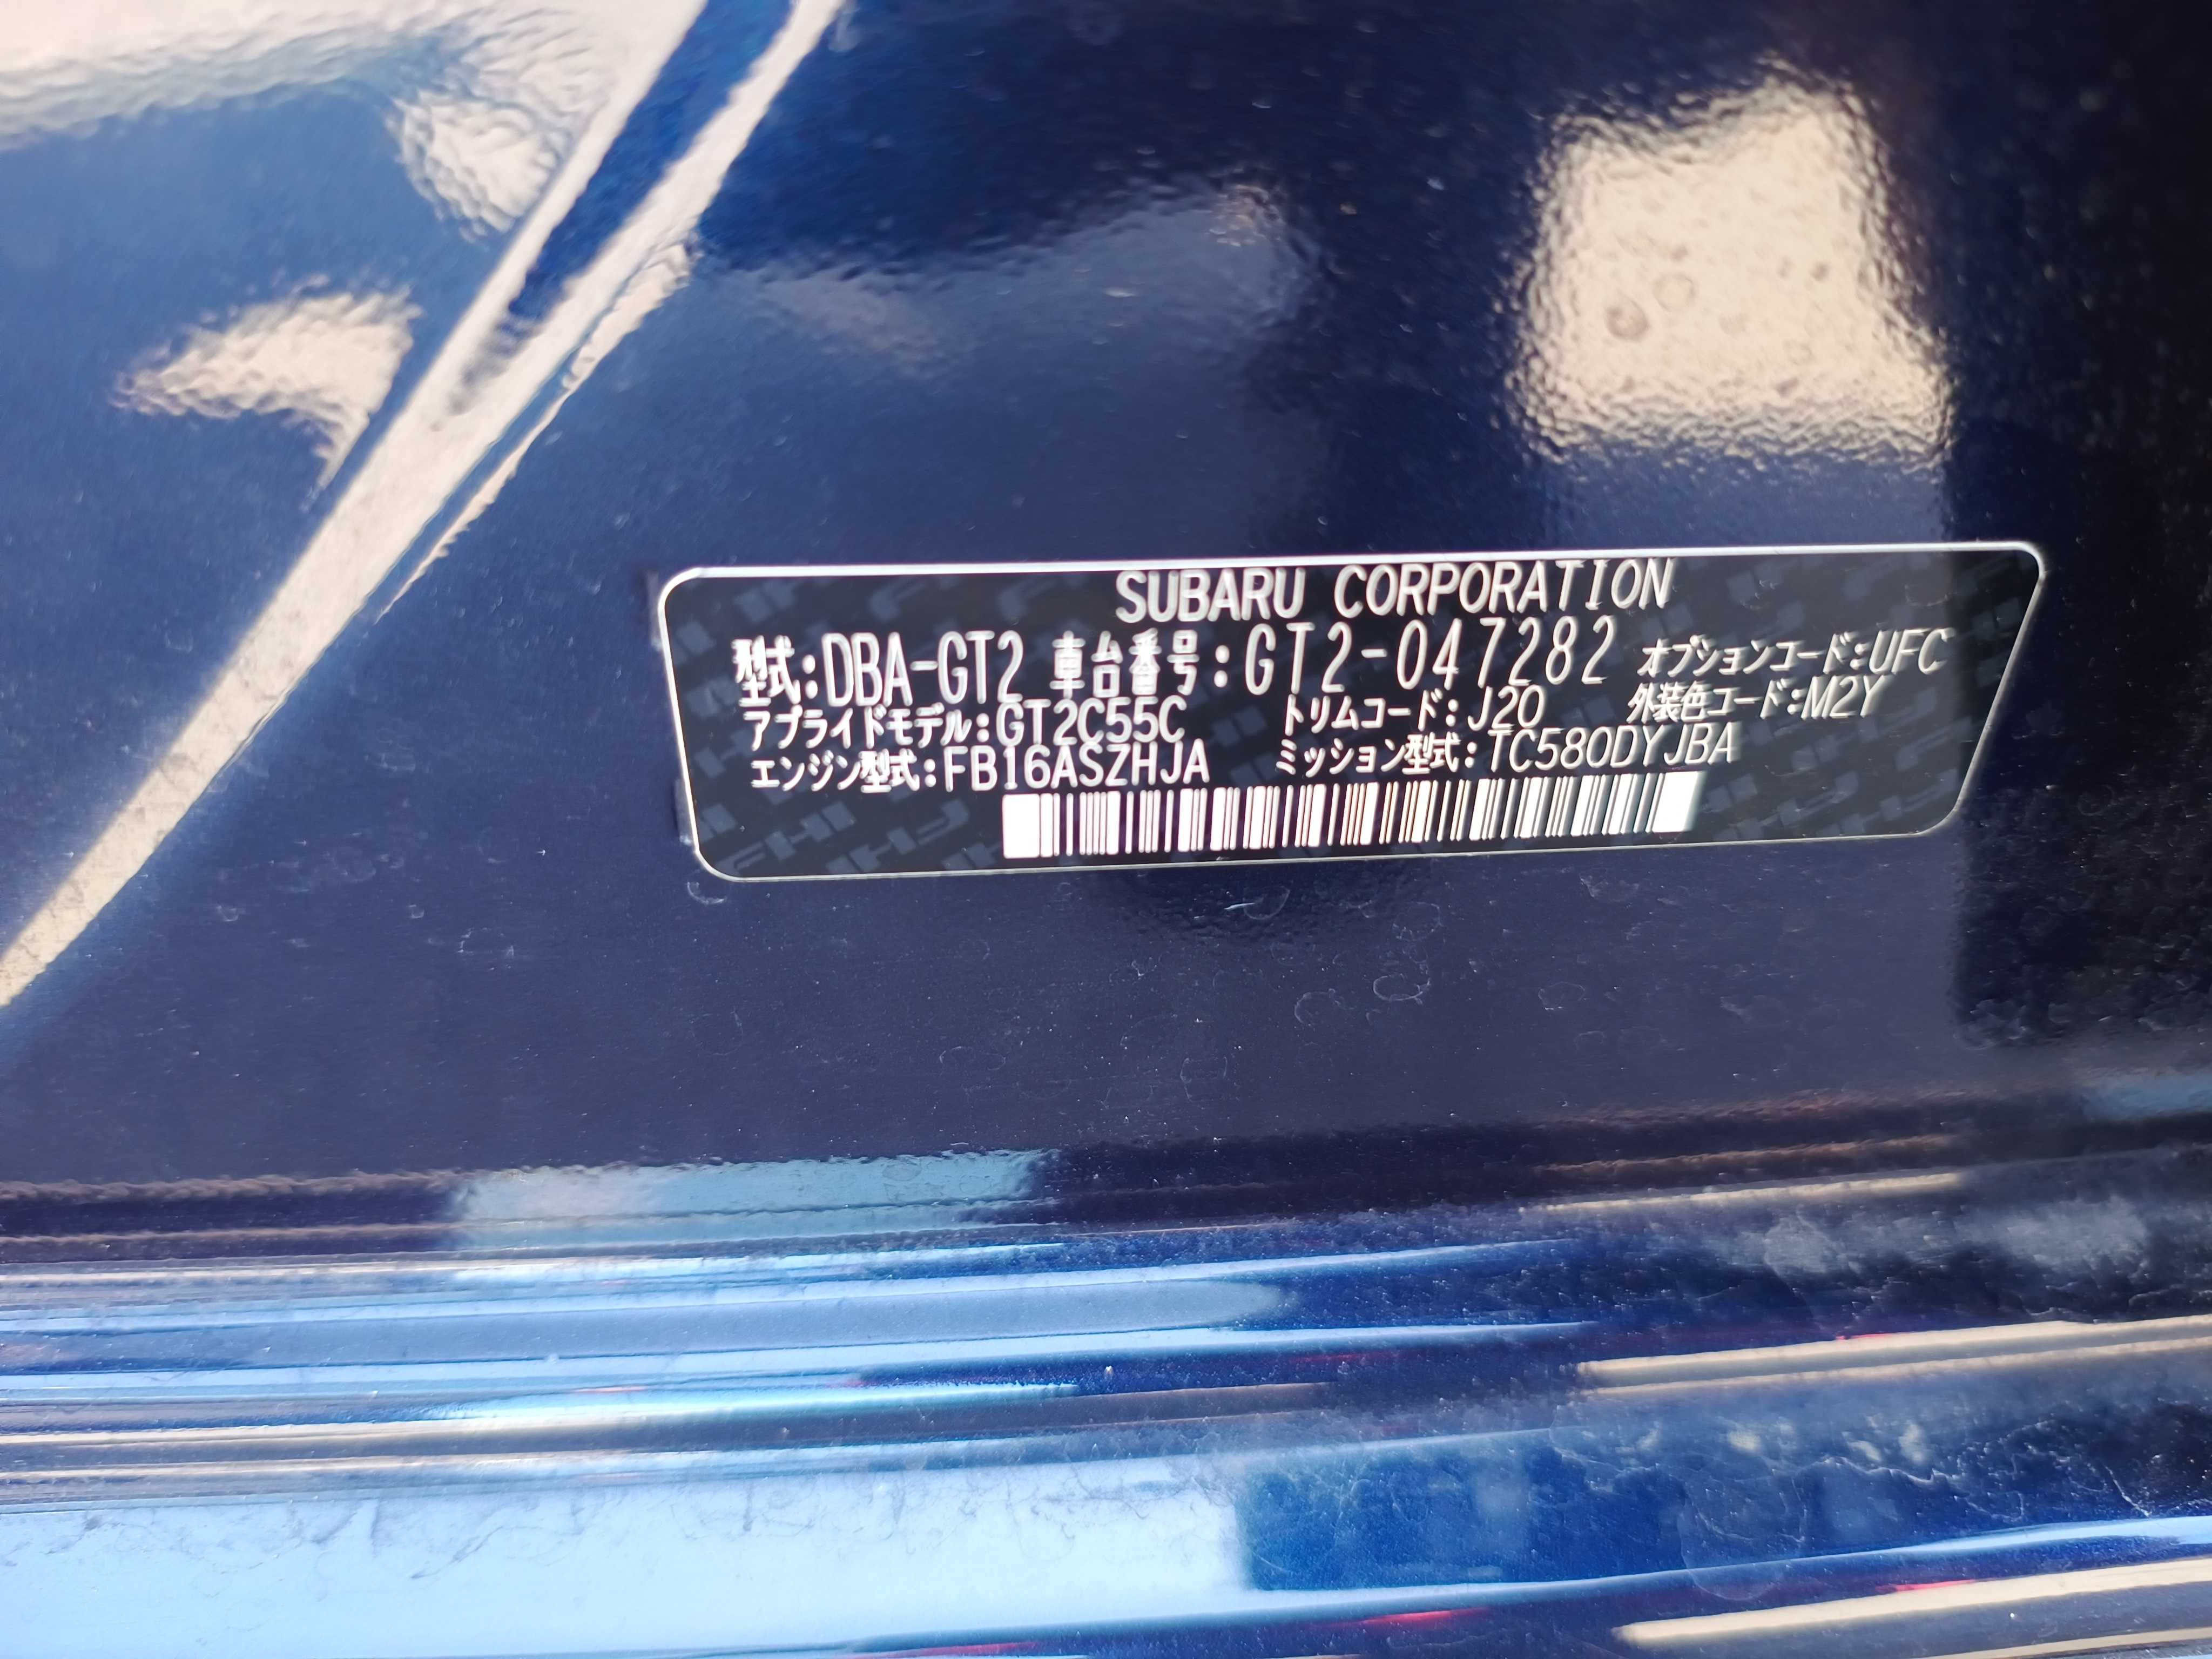 SUBARU CORPORATION
型式:DBA-GT2 車台番号:GT2-047282 オプションコード:UFC
アプライドモデル:GT2C55C トリムコード:J20 外装色コード:M2Y
エンジン型式:FB16ASZHJA ミッション型式:TC580DYJBA